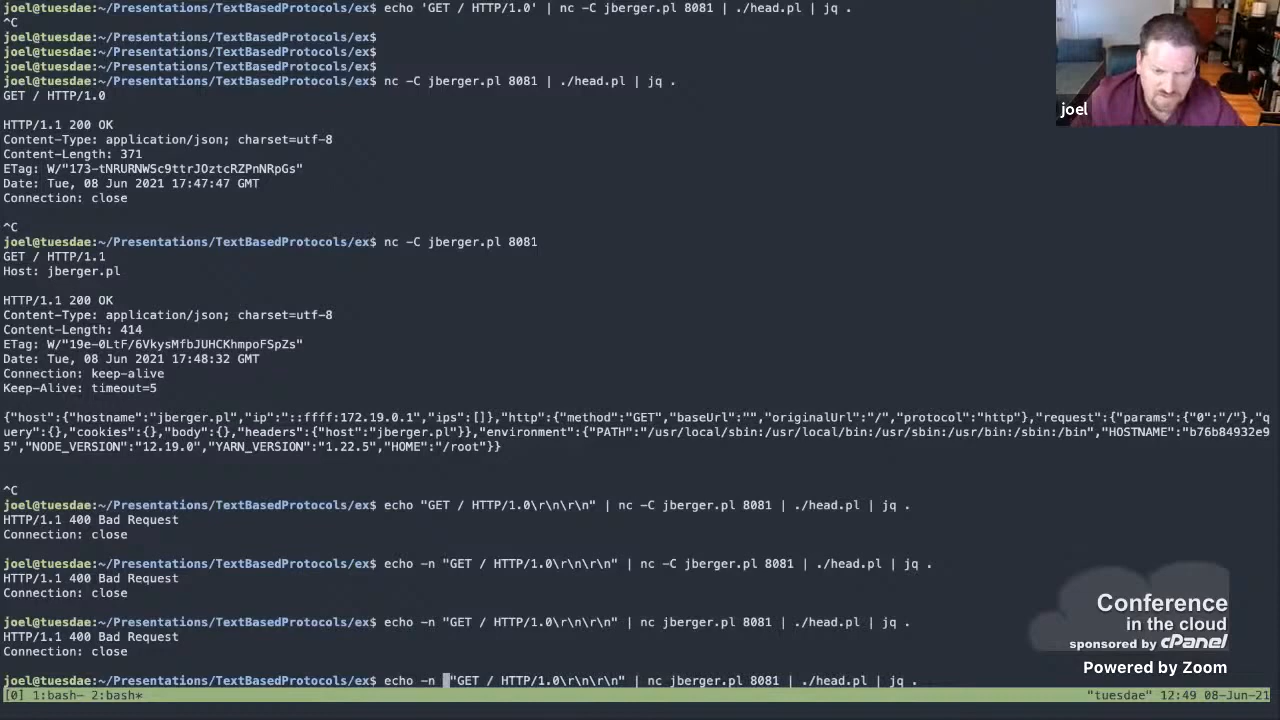 joel@tuesdae:~/Presentations/TextBasedProtocols/ex$ echo 'GET / HTTP/1.0' | nc -C jberger.pl 8081 | ./head.pl | jq .
^C
joel@tuesdae:~/Presentations/TextBasedProtocols/ex$
joel@tuesdae:~/Presentations/TextBasedProtocols/ex$
joel@tuesdae:~/Presentations/TextBasedProtocols/ex$
joel@tuesdae:~/Presentations/TextBasedProtocols/ex$ nc -C jberger.pl 8081 | ./head.pl | jq .
GET / HTTP/1.0
HTTP/1.1 200 OK
Content-Type: application/json; charset=utf-8
Content-Length: 371
ETag: W/"173-tNRURNWSc9ttrJOztcRZPnNRpGs"
Date: Tue, 08 Jun 2021 17:47:47 GMT
Connection: close
^C
joel@tuesdae:~/Presentations/TextBasedProtocols/ex$ nc -C jberger.pl 8081
GET / HTTP/1.1
Host: jberger.pl
HTTP/1.1 200 OK
Content-Type: application/json; charset=utf-8
Content-Length: 414
ETag: W/"19e-0LtF/6VkysMfbJUHCKhmpoFSpZs"
Date: Tue, 08 Jun 2021 17:48:32 GMT
Connection: keep-alive
Keep-Alive: timeout=5
{"host":{"hostname":"jberger.pl","ip":"::ffff:172.19.0.1","ips":[]},"http":{"method":"GET","baseUrl":"","originalUrl":"/","protocol":"http"},"request":{"params":{"0":"/"},"q
uery":{},"cookies":{},"body":{},"headers":{"host":"jberger.pl"}},"environment":{"PATH":"/usr/local/sbin:/usr/local/bin:/usr/sbin:/usr/bin:/sbin:/bin","HOSTNAME":"b76b84932e9
5","NODE_VERSION":"12.19.0","YARN_VERSION":"1.22.5","HOME":"/root"}}
^C
joel@tuesdae:~/Presentations/TextBasedProtocols/ex$ echo "GET / HTTP/1.0\r\n\r\n" | nc -C jberger.pl 8081 | ./head.pl | jq .
HTTP/1.1 400 Bad Request
Connection: close
joel@tuesdae:~/Presentations/TextBasedProtocols/ex$ echo -n "GET / HTTP/1.0\r\n\r\n" | nc -C jberger.pl 8081 | ./head.pl | jq .
HTTP/1.1 400 Bad Request
Connection: close
joel@tuesdae:~/Presentations/TextBasedProtocols/ex$ echo -n "GET / HTTP/1.0\r\n\r\n" | nc jberger.pl 8081 | ./head.pl | jq .
HTTP/1.1 400 Bad Request
Connection: close
joel@tuesdae:~/Presentations/TextBasedProtocols/ex$ echo -n "GET / HTTP/1.0\r\n\r\n" | nc jberger.pl 8081 | ./head.pl | jq .
[0] 1:bash- 2:bash*
"tuesdae" 12:49 08-Jun-21
joel
Conference
in the cloud
sponsored by cPanel
Powered by Zoom